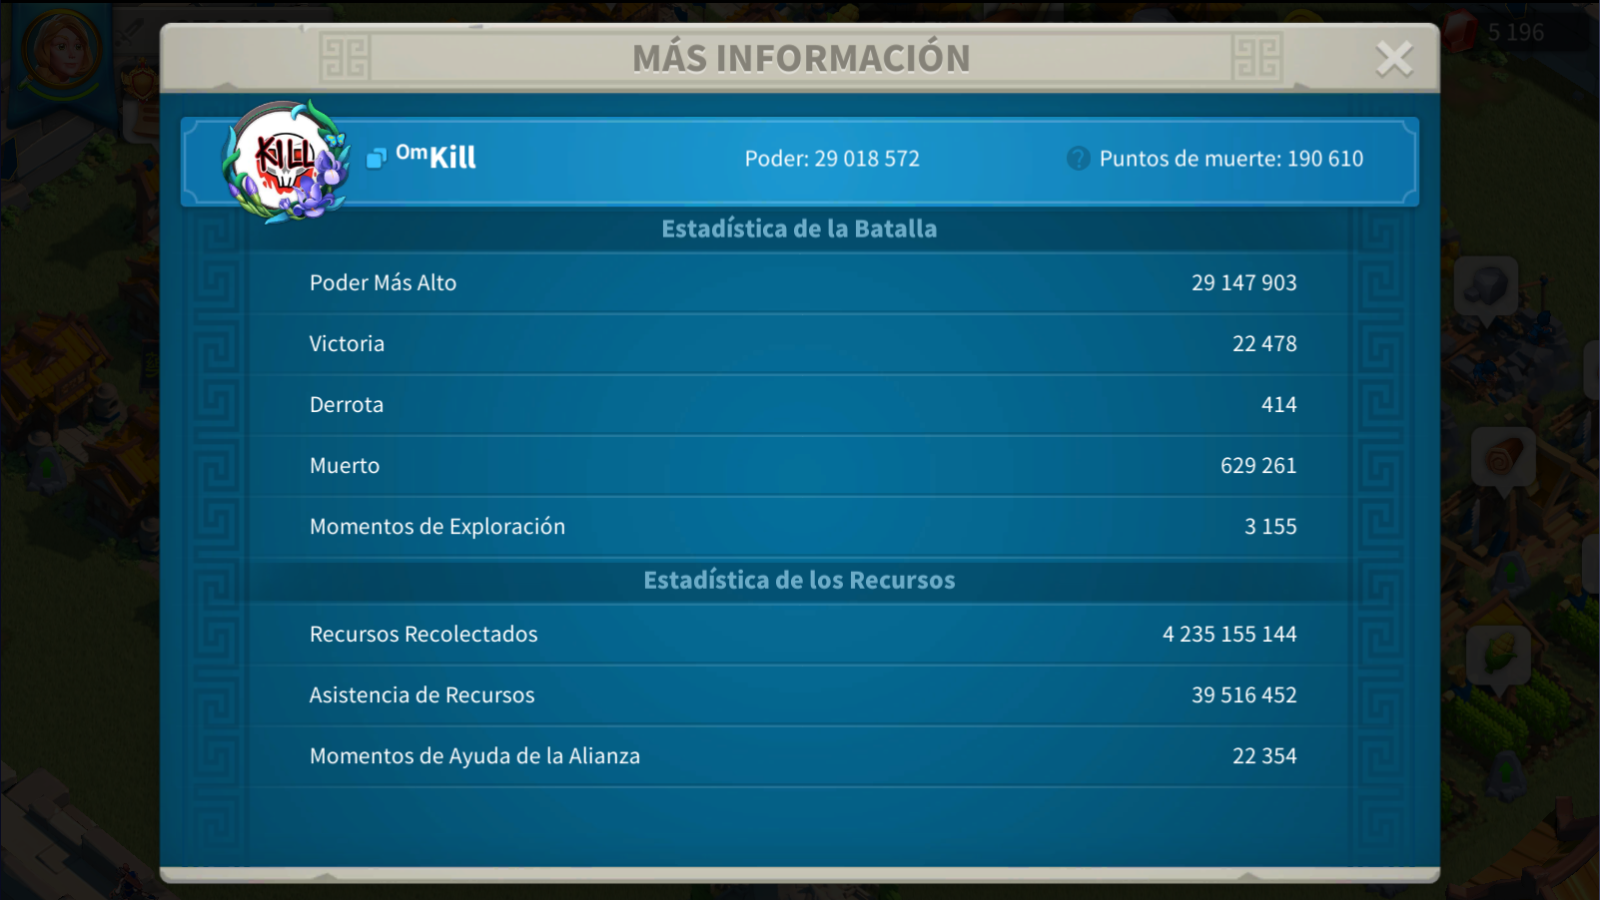 MÁS INFORMACIÓN
5 196
KILL
ᴼᵐKill
Poder: 29 018 572
Puntos de muerte: 190 610
Estadística de la Batalla
Poder Más Alto 29 147 903
Victoria 22 478
Derrota 414
Muerto 629 261
Momentos de Exploración 3 155
Estadística de los Recursos
Recursos Recolectados 4 235 155 144
Asistencia de Recursos 39 516 452
Momentos de Ayuda de la Alianza 22 354